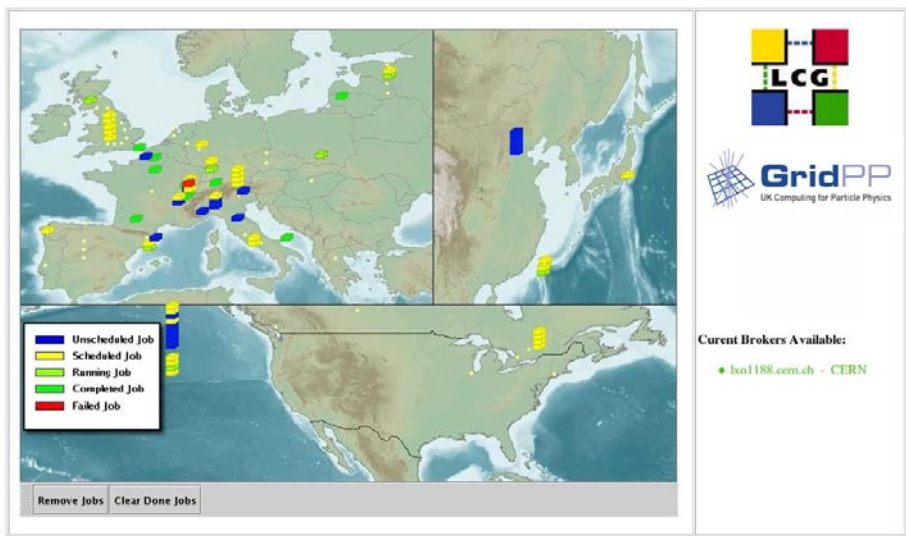 Unscheduled Job
Scheduled Job
Running Job
Completed Job
Failed Job
Remove Jobs
Clear Done Jobs
LCG
GridPP
UK Computing for Particle Physics
Curent Brokers Available:
lxn1188.cern.ch - CERN